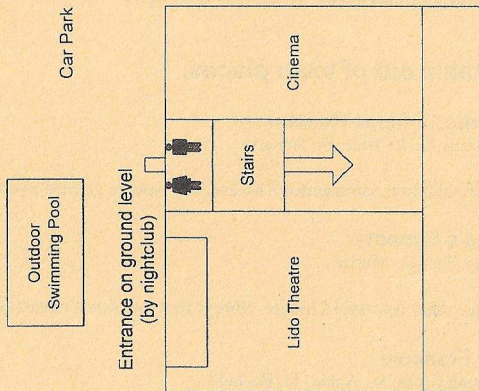 Car Park
Outdoor
Swimming Pool
Entrance on ground level
(by nightclub)
Cinema
Stairs
Lido Theatre